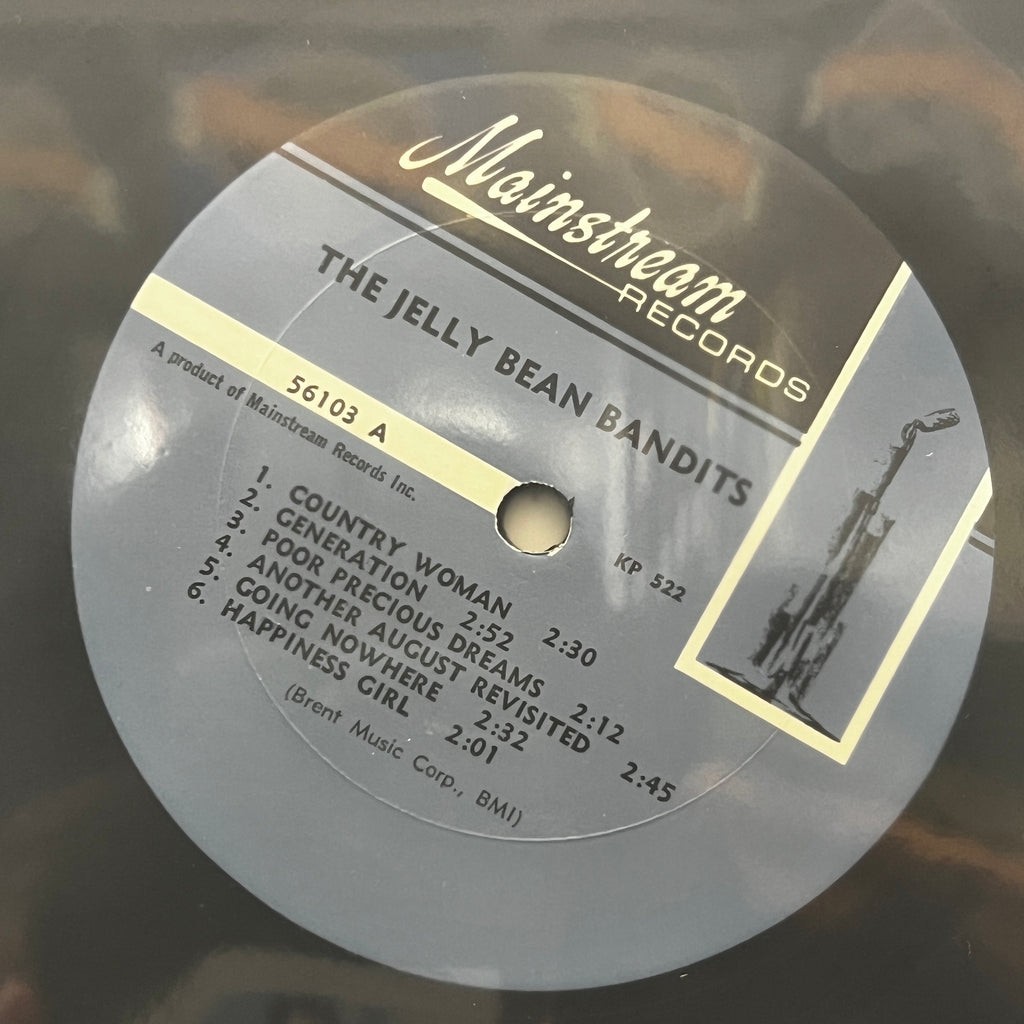 Mainstream
RECORDS
THE JELLY BEAN BANDITS
56103 A
A product of Mainstream Records Inc.
KP 522
1. COUNTRY WOMAN 2:30
2. GENERATION 2:52
3. POOR PRECIOUS DREAMS 2:12
4. ANOTHER AUGUST REVISITED 2:45
5. GOING NOWHERE 2:32
6. HAPPINESS GIRL 2:01
(Brent Music Corp., BMI)